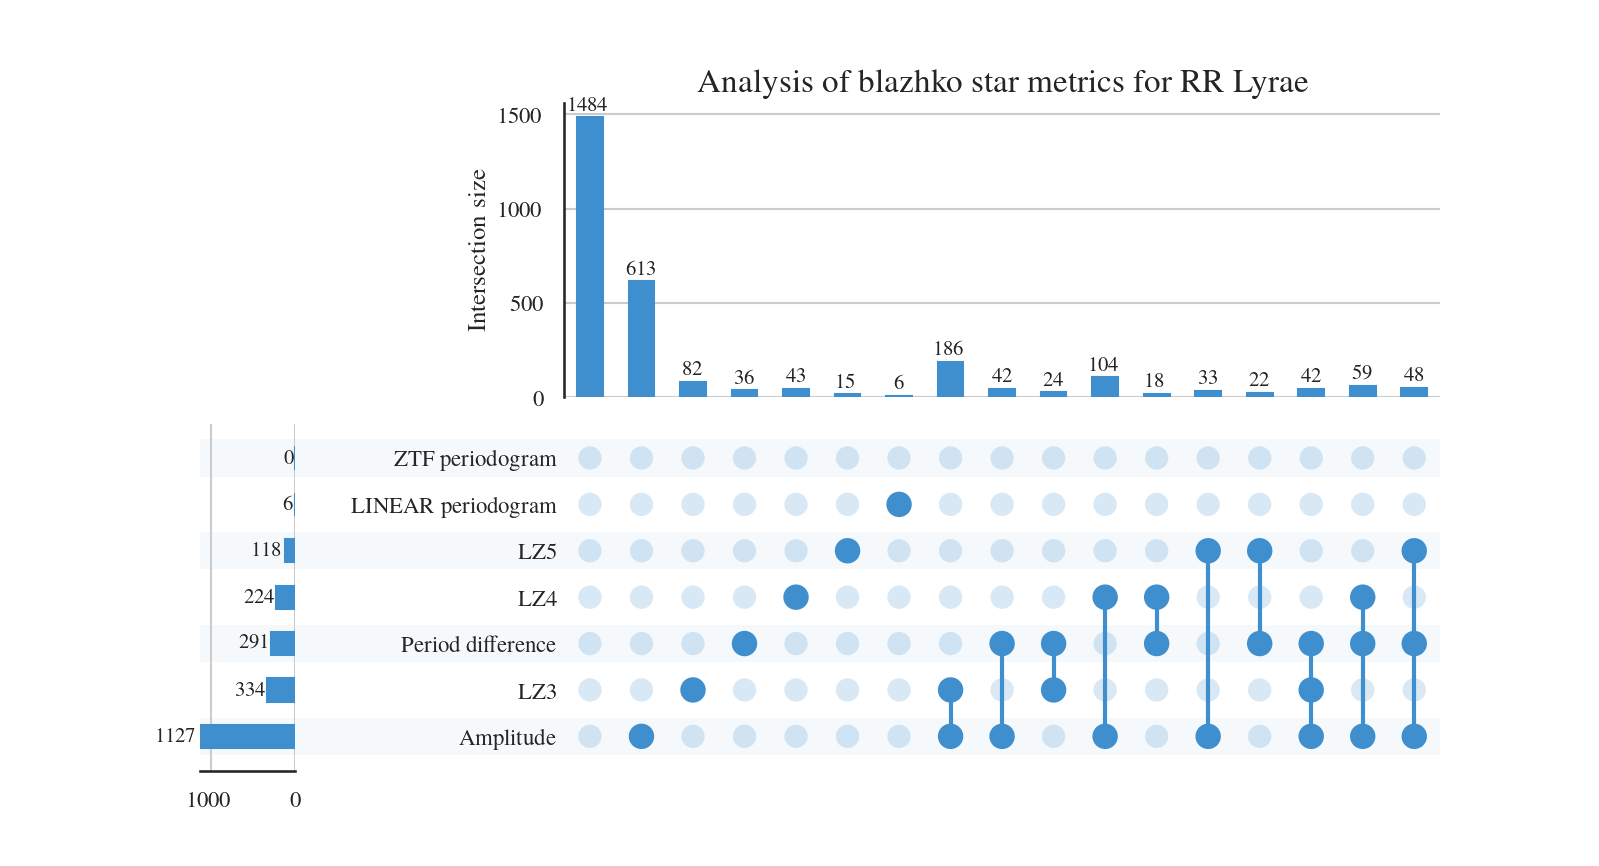 Analysis of blazhko star metrics for RR Lyrae
Intersection size
1500
1000
500
0
1484
613
82
36
43
15
6
186
42
24
104
18
33
22
42
59
48
0 ZTF periodogram
6 LINEAR periodogram
118 LZ5
224 LZ4
291 Period difference
334 LZ3
1127 Amplitude
1000 0